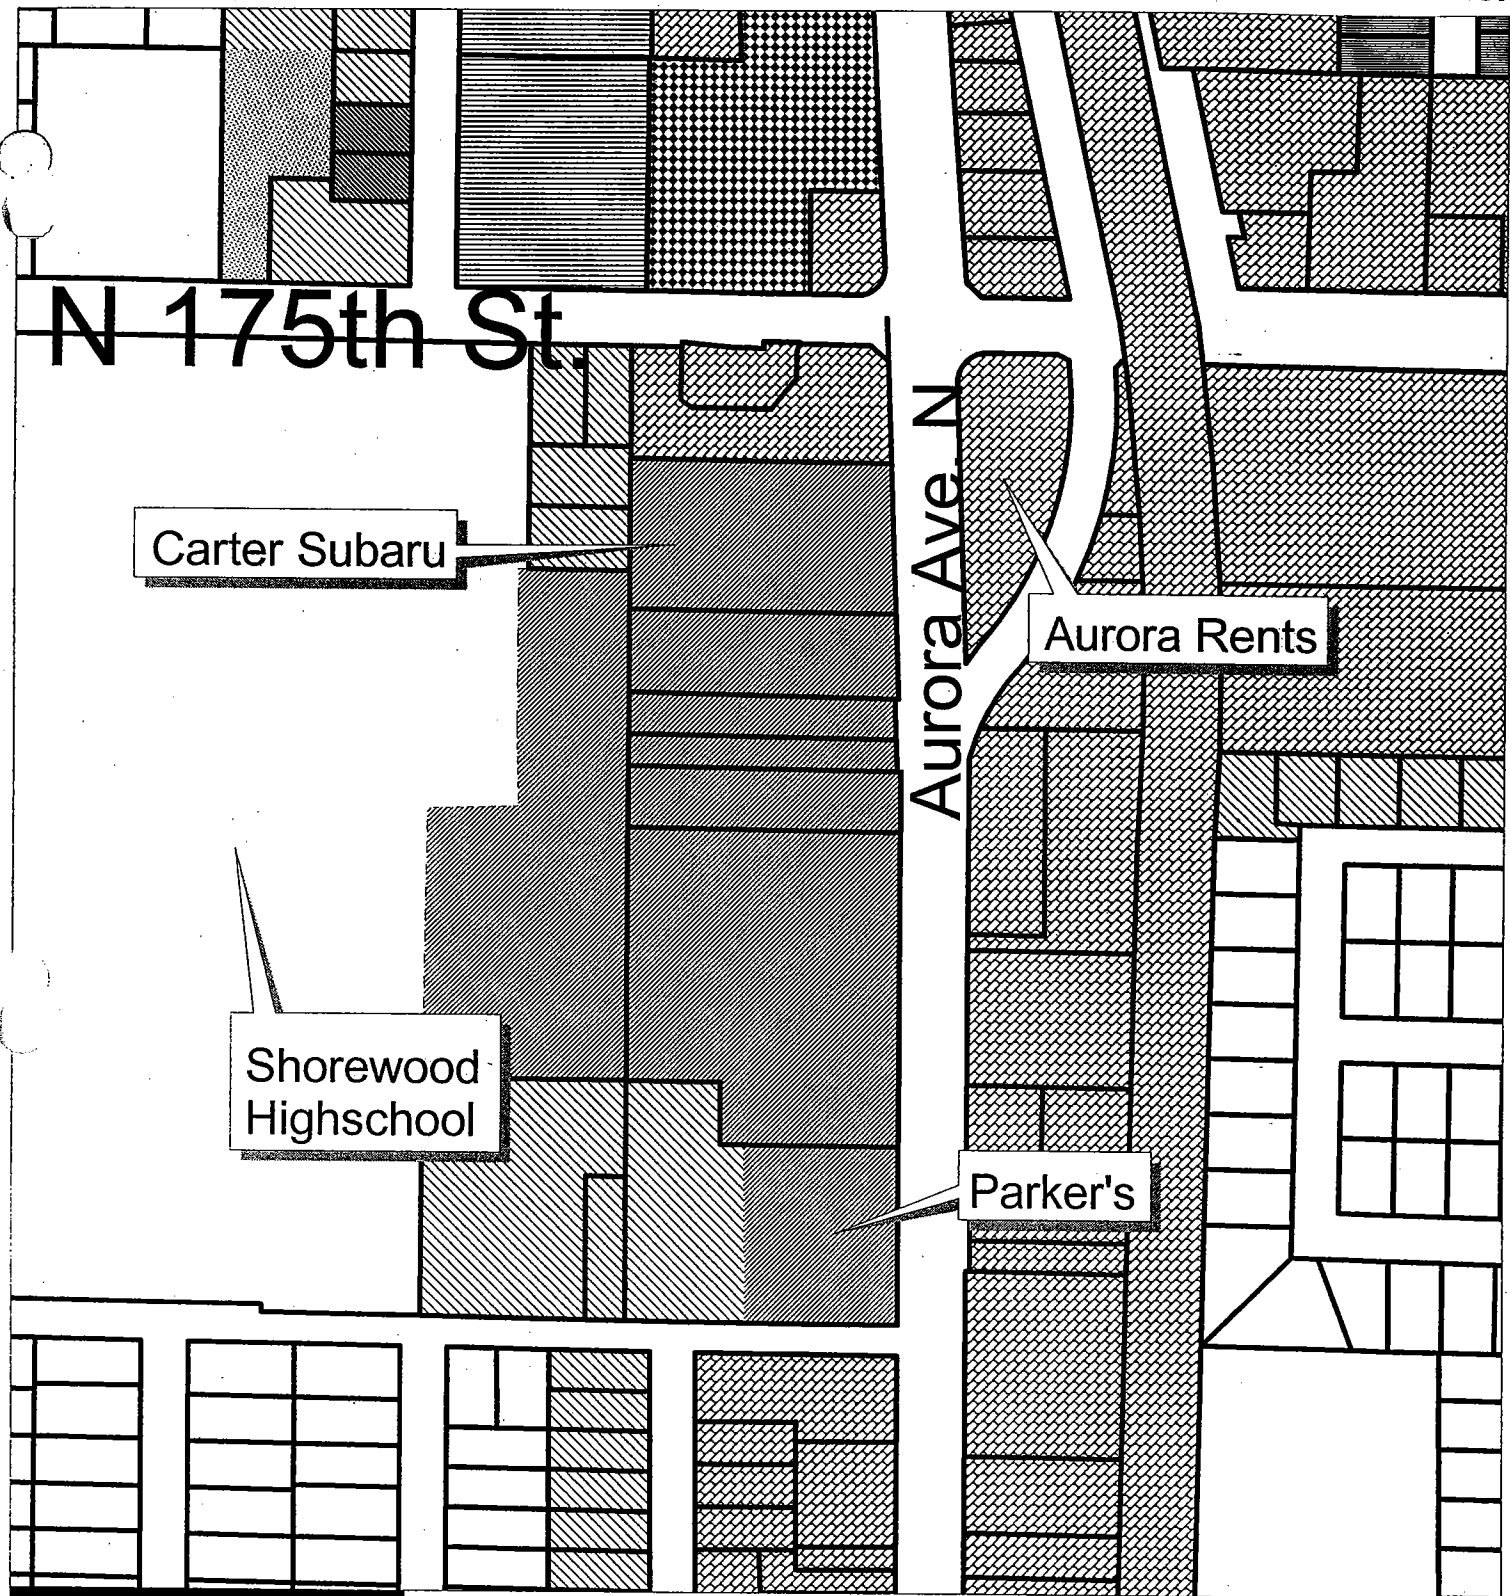 N 175th St.
Carter Subaru
Aurora Ave. N
Aurora Rents
Shorewood
Highschool
Parker's